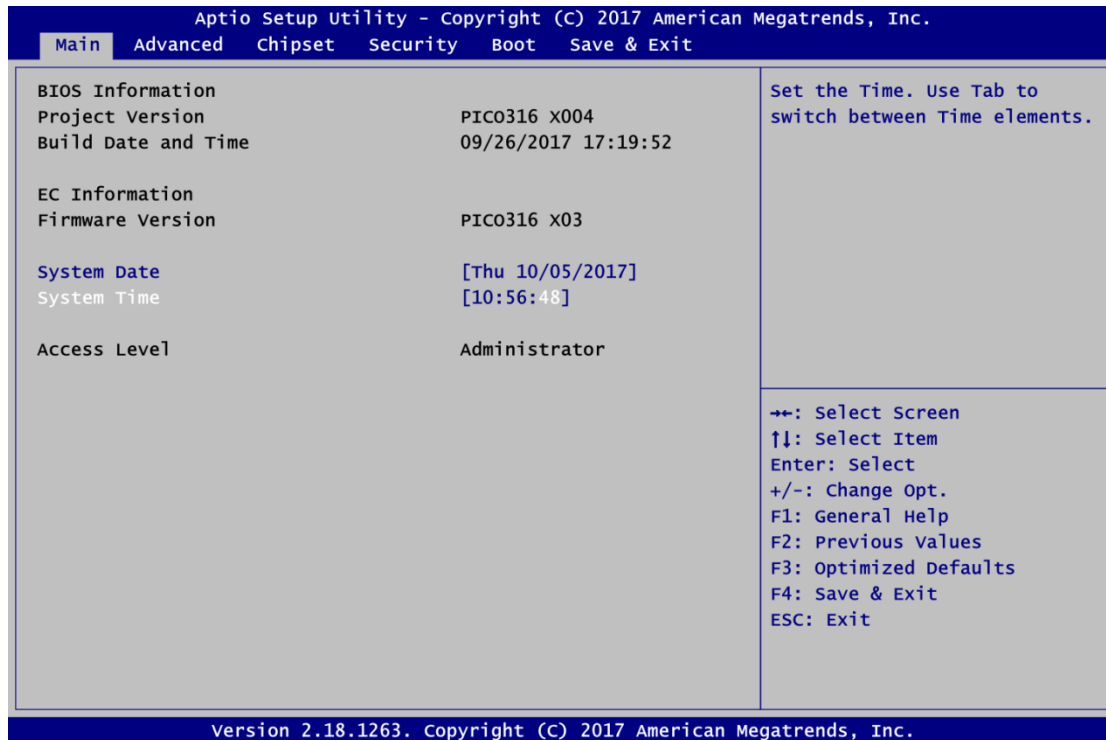 Aptio Setup Utility - Copyright (C) 2017 American Megatrends, Inc.
Main Advanced Chipset Security Boot Save & Exit
BIOS Information
Project Version PICO316 X004
Build Date and Time 09/26/2017 17:19:52
EC Information
Firmware Version PICO316 X03
System Date [Thu 10/05/2017]
System Time [10:56:48]
Access Level Administrator
Set the Time. Use Tab to
switch between Time elements.
→←: Select Screen
↑↓: Select Item
Enter: Select
+/-: Change Opt.
F1: General Help
F2: Previous Values
F3: Optimized Defaults
F4: Save & Exit
ESC: Exit
Version 2.18.1263. Copyright (C) 2017 American Megatrends, Inc.